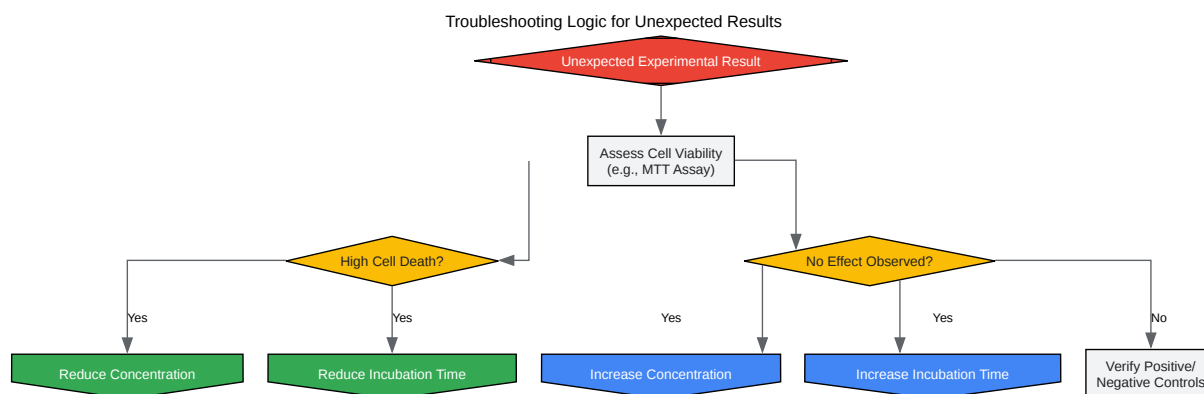 Troubleshooting Logic for Unexpected Results
Unexpected Experimental Result
Assess Cell Viability
(e.g., MTT Assay)
High Cell Death?
No Effect Observed?
Yes
Yes
Yes
Yes
No
Reduce Concentration
Reduce Incubation Time
Increase Concentration
Increase Incubation Time
Verify Positive/
Negative Controls